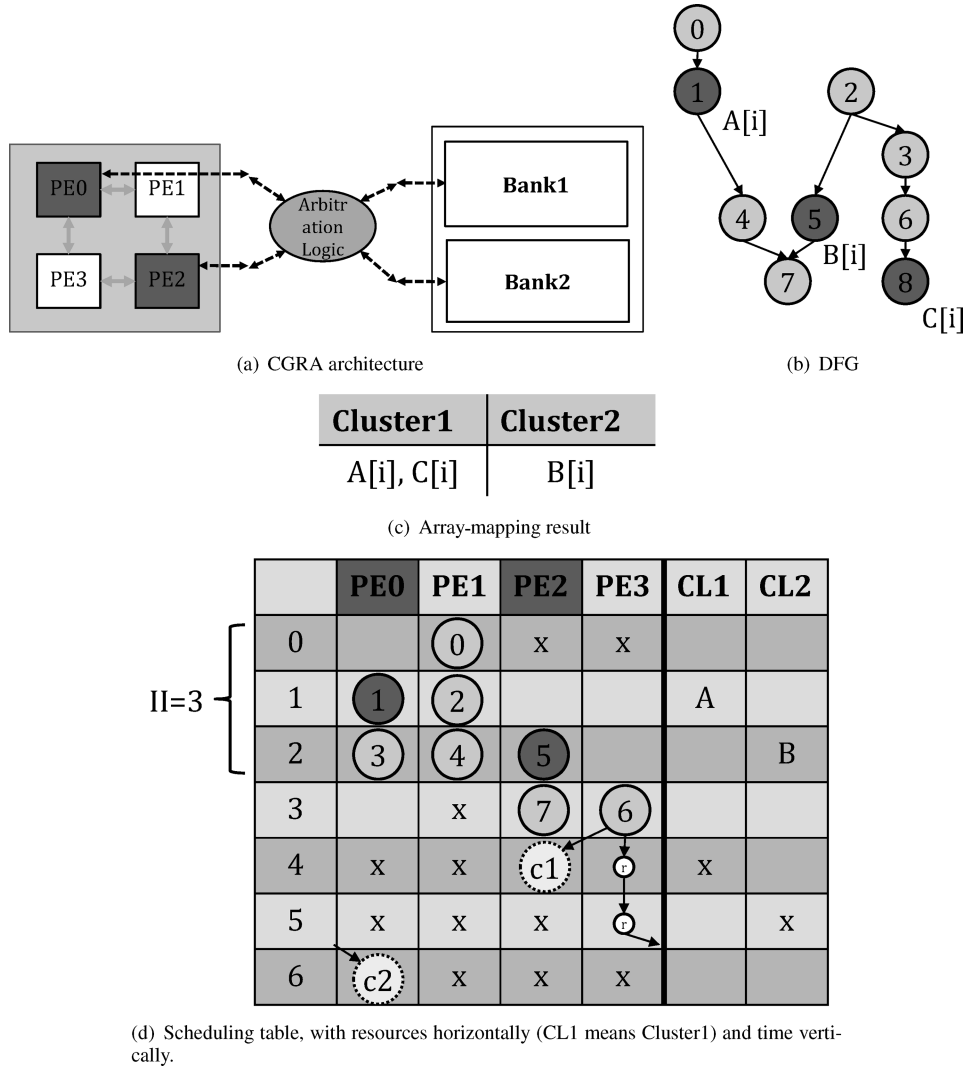 0
1
A[i]
2
3
4
5
B[i]
6
7
8
C[i]
PE0
PE1
PE3
PE2
Arbitr
ation
Logic
Bank1
Bank2
(a) CGRA architecture
(b) DFG
Cluster1 Cluster2
A[i], C[i] B[i]
(c) Array-mapping result
PE0 PE1 PE2 PE3 CL1 CL2
0 0 x x
II=3
1 1 2 A
2 3 4 5 B
3 x 7 6
4 x x c1 r x
5 x x x r x
6 c2 x x x
(d) Scheduling table, with resources horizontally (CL1 means Cluster1) and time verti-
cally.